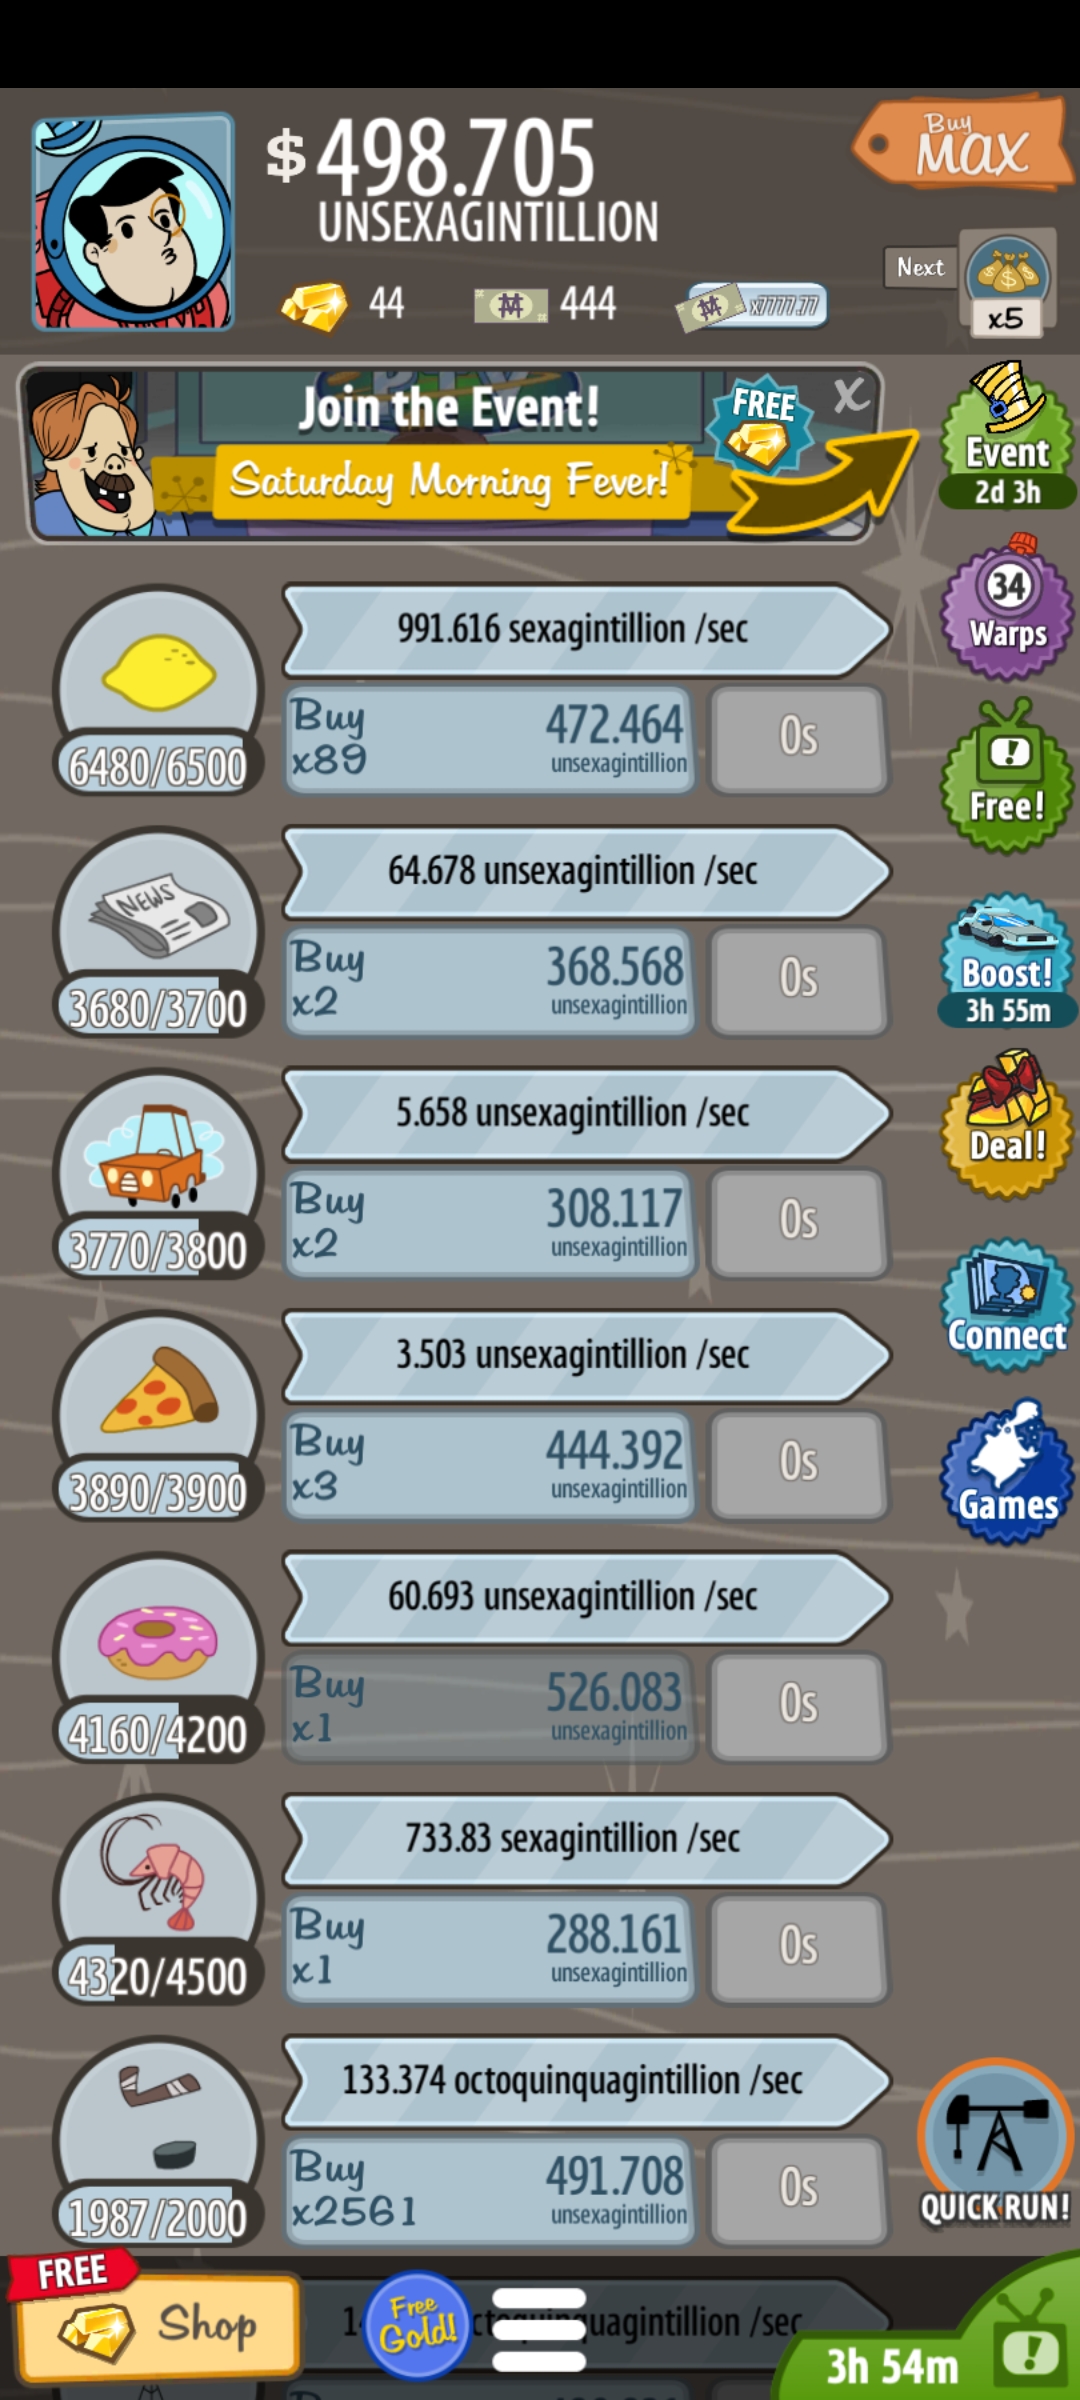 $ 498.705
UNSEXAGINTILLION
Buy
MAX
44
444
x7777.77
Next
x5
Join the Event!
FREE
X
Saturday Morning Fever!
Event
2d 3h
34
Warps
991.616 sexagintillion /sec
6480/6500
Buy
x89
472.464
unsexagintillion
0s
Free!
64.678 unsexagintillion /sec
NEWS
3680/3700
Buy
x2
368.568
unsexagintillion
0s
Boost!
3h 55m
5.658 unsexagintillion /sec
3770/3800
Buy
x2
308.117
unsexagintillion
0s
Deal!
Connect
3.503 unsexagintillion /sec
3890/3900
Buy
x3
444.392
unsexagintillion
0s
Games
60.693 unsexagintillion /sec
4160/4200
Buy
x1
526.083
unsexagintillion
0s
733.83 sexagintillion /sec
4320/4500
Buy
x1
288.161
unsexagintillion
0s
133.374 octoquinquagintillion /sec
1987/2000
Buy
x2561
491.708
unsexagintillion
0s
QUICK RUN!
FREE
Shop
Free
Gold!
/sec
3h 54m